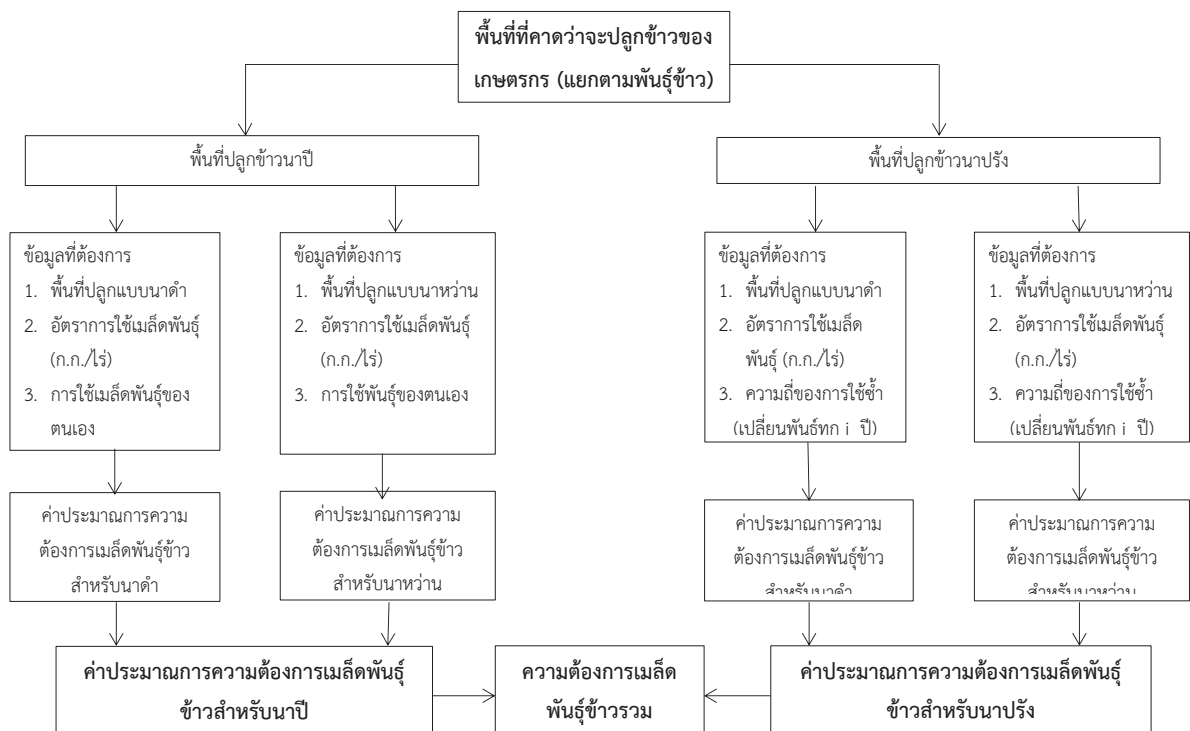 พื้นที่ที่คาดว่าจะปลูกข้าวของ
เกษตรกร (แยกตามพันธุ์ข้าว)
พื้นที่ปลูกข้าวนาปี
พื้นที่ปลูกข้าวนาปรัง
ข้อมูลที่ต้องการ
1. พื้นที่ปลูกแบบนาดำ
2. อัตราการใช้เมล็ดพันธุ์
(ก.ก./ไร่)
3. การใช้เมล็ดพันธุ์ของ
ตนเอง
ข้อมูลที่ต้องการ
1. พื้นที่ปลูกแบบนาหว่าน
2. อัตราการใช้เมล็ดพันธุ์
(ก.ก./ไร่)
3. การใช้พันธุ์ของตนเอง
ข้อมูลที่ต้องการ
1. พื้นที่ปลูกแบบนาดำ
2. อัตราการใช้เมล็ด
พันธุ์ (ก.ก./ไร่)
3. ความถี่ของการใช้ซ้ำ
(เปลี่ยนพันธุ์ทุก i ปี)
ข้อมูลที่ต้องการ
1. พื้นที่ปลูกแบบนาหว่าน
2. อัตราการใช้เมล็ดพันธุ์
(ก.ก./ไร่)
3. ความถี่ของการใช้ซ้ำ
(เปลี่ยนพันธุ์ทุก i ปี)
ค่าประมาณการความ
ต้องการเมล็ดพันธุ์ข้าว
สำหรับนาดำ
ค่าประมาณการความ
ต้องการเมล็ดพันธุ์ข้าว
สำหรับนาหว่าน
ค่าประมาณการความ
ต้องการเมล็ดพันธุ์ข้าว
สำหรับนาดำ
ค่าประมาณการความ
ต้องการเมล็ดพันธุ์ข้าว
สำหรับนาหว่าน
ค่าประมาณการความต้องการเมล็ดพันธุ์
ข้าวสำหรับนาปี
ความต้องการเมล็ด
พันธุ์ข้าวรวม
ค่าประมาณการความต้องการเมล็ดพันธุ์
ข้าวสำหรับนาปรัง